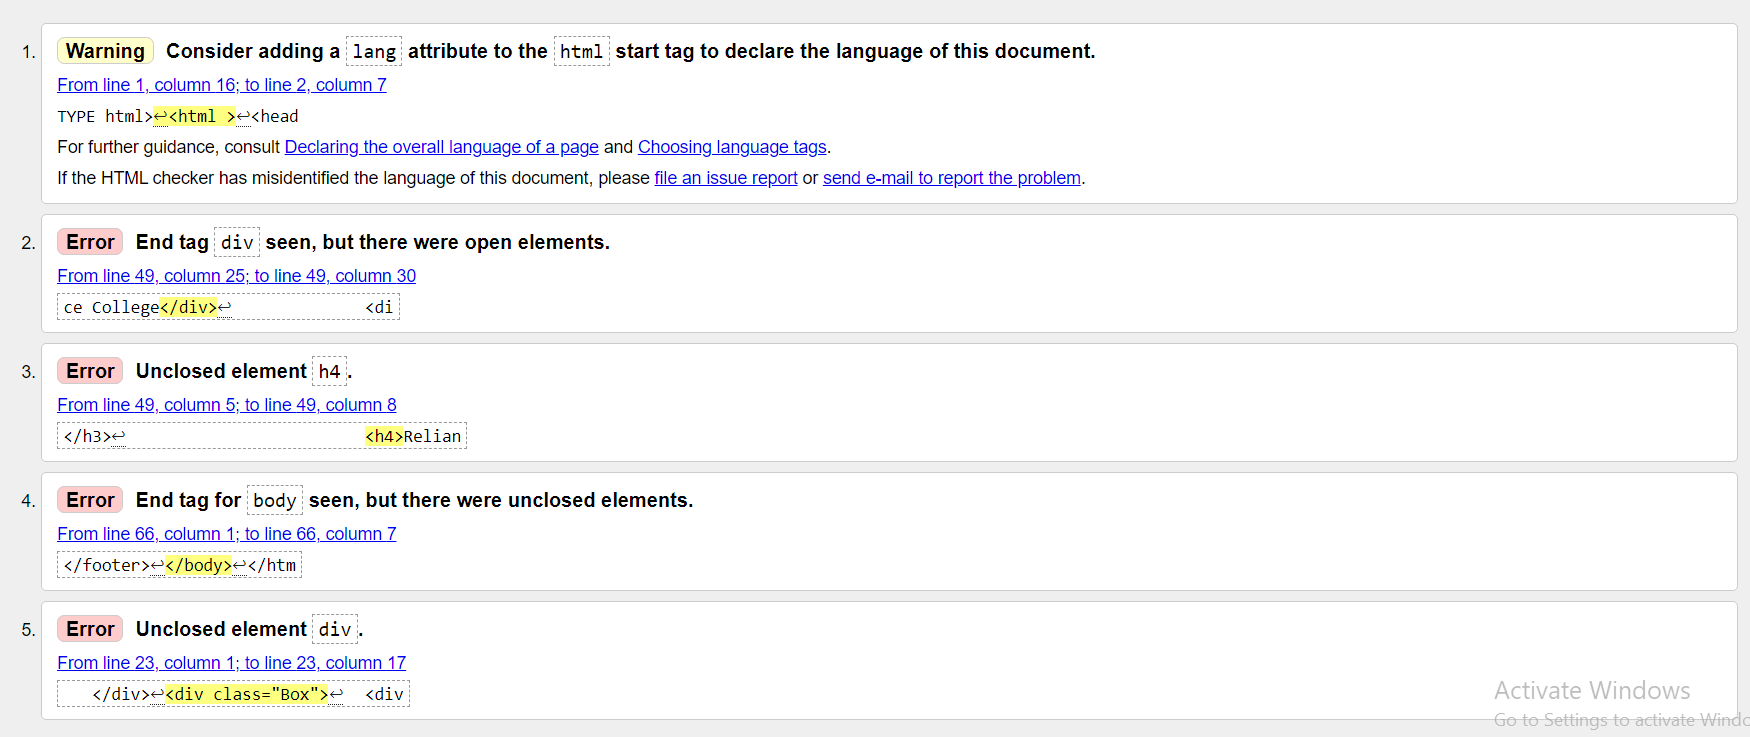 1. Warning Consider adding a lang attribute to the html start tag to declare the language of this document.
From line 1, column 16; to line 2, column 7
TYPE html>↩<html >↩<head
For further guidance, consult Declaring the overall language of a page and Choosing language tags.
If the HTML checker has misidentified the language of this document, please file an issue report or send e-mail to report the problem.
2. Error End tag div seen, but there were open elements.
From line 49, column 25; to line 49, column 30
ce College</div>↩ <di
3. Error Unclosed element h4.
From line 49, column 5; to line 49, column 8
</h3>↩ <h4>Relian
4. Error End tag for body seen, but there were unclosed elements.
From line 66, column 1; to line 66, column 7
</footer>↩</body>↩</htm
5. Error Unclosed element div.
From line 23, column 1; to line 23, column 17
</div>↩<div class="Box">↩ <div
Activate Windows
Go to Settings to activate Windo